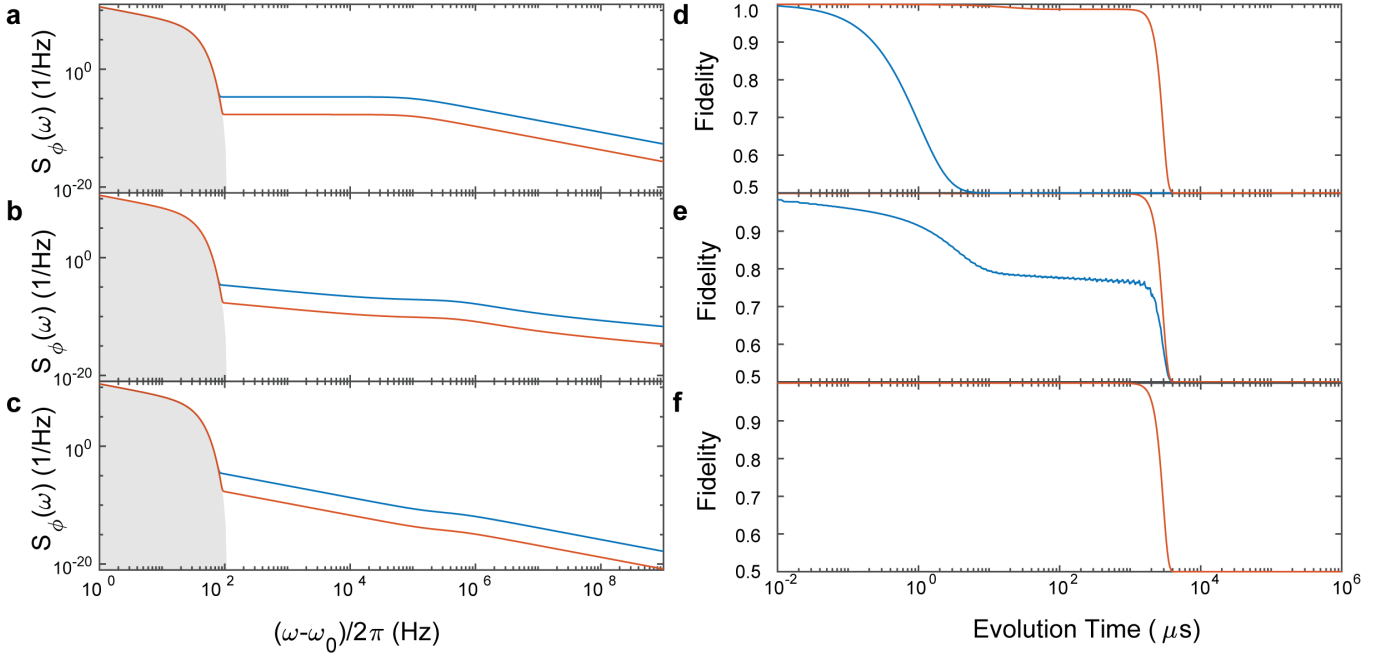 a
S_ϕ(ω) (1/Hz)
10^0
10^-20
b
S_ϕ(ω) (1/Hz)
10^0
10^-20
c
S_ϕ(ω) (1/Hz)
10^0
10^-20
10^0 10^2 10^4 10^6 10^8
(ω-ω_0)/2π (Hz)
d
Fidelity
1.0
0.9
0.8
0.7
0.6
0.5
e
Fidelity
0.9
0.8
0.7
0.6
0.5
f
Fidelity
0.9
0.8
0.7
0.6
0.5
10^-2 10^0 10^2 10^4 10^6
Evolution Time ( μs)